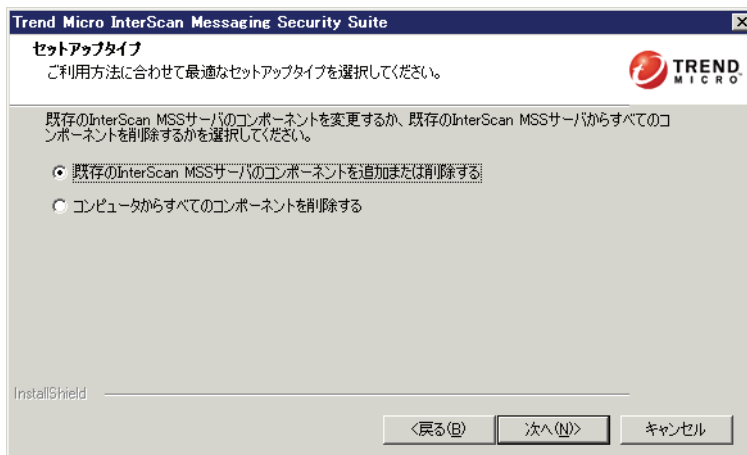 Trend Micro InterScan Messaging Security Suite
セットアップタイプ
ご利用方法に合わせて最適なセットアップタイプを選択してください。
TREND
MICRO
既存のInterScan MSSサーバのコンポーネントを変更するか、既存のInterScan MSSサーバからすべてのコ
ンポーネントを削除するかを選択してください。
既存のInterScan MSSサーバのコンポーネントを追加または削除する
コンピュータからすべてのコンポーネントを削除する
InstallShield
<戻る(B)
次へ(N)>
キャンセル